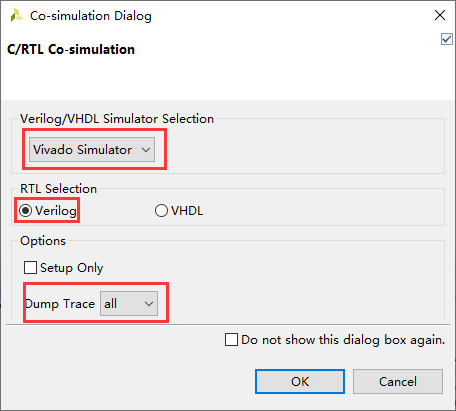 Co-simulation Dialog
C/RTL Co-simulation
Verilog/VHDL Simulator Selection
Vivado Simulator
RTL Selection
Verilog VHDL
Options
Setup Only
Dump Trace all
Do not show this dialog box again.
OK Cancel